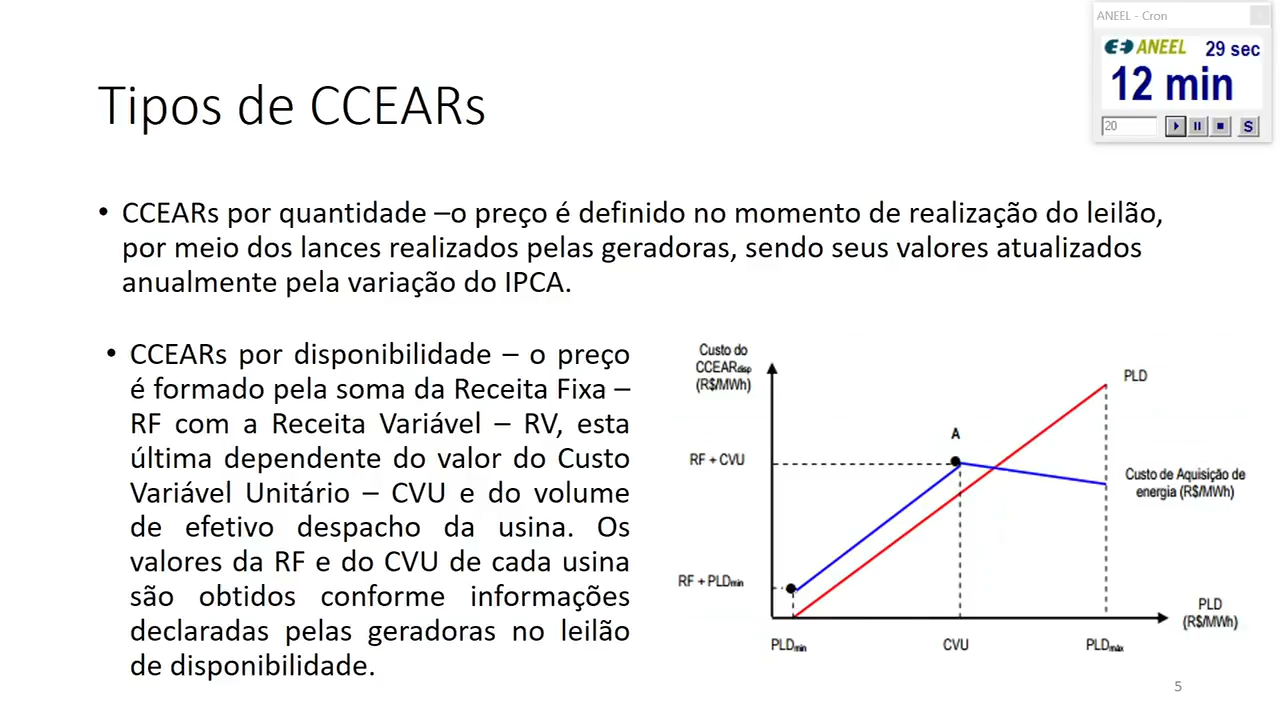 ANEEL - Cron
ANEEL 29 sec
12 min
20
S
Tipos de CCEARs
• CCEARs por quantidade –o preço é definido no momento de realização do leilão,
por meio dos lances realizados pelas geradoras, sendo seus valores atualizados
anualmente pela variação do IPCA.
• CCEARs por disponibilidade – o preço
é formado pela soma da Receita Fixa –
RF com a Receita Variável – RV, esta
última dependente do valor do Custo
Variável Unitário – CVU e do volume
de efetivo despacho da usina. Os
valores da RF e do CVU de cada usina
são obtidos conforme informações
declaradas pelas geradoras no leilão
de disponibilidade.
Custo do
CCEARdisp
(R$/MWh)
PLD
A
RF + CVU
Custo de Aquisição de
energia (R$/MWh)
RF + PLDmin
PLD
(R$/MWh)
PLDmin
CVU
PLDmáx
5